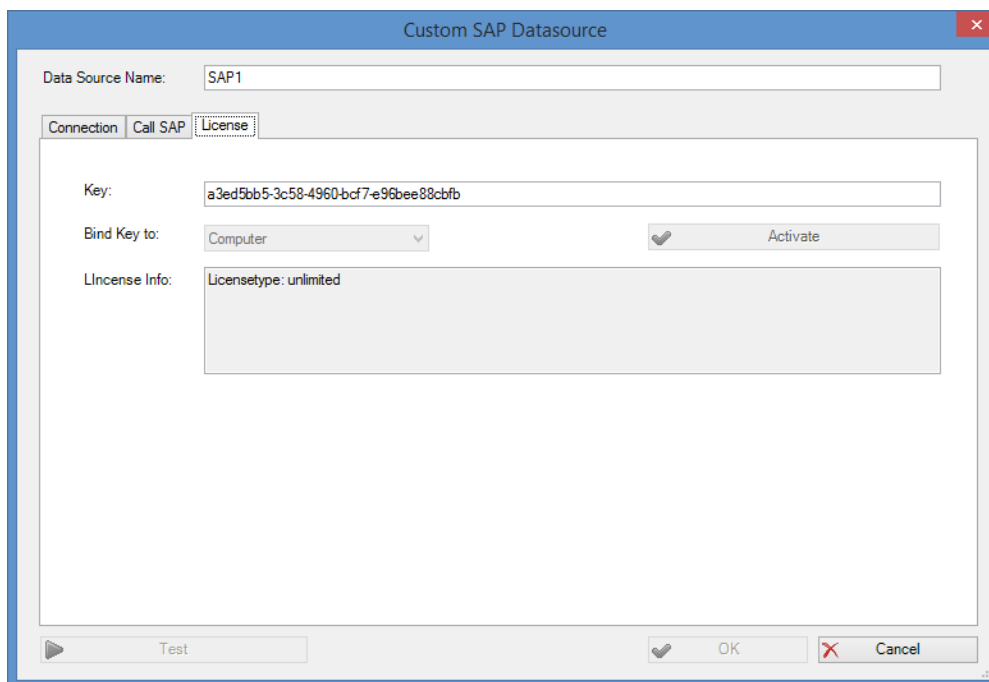 Custom SAP Datasource
Data Source Name: SAP1
Connection Call SAP License
Key: a3ed5bb5-3c58-4960-bcf7-e96bee88cbfb
Bind Key to: Computer Activate
LIncense Info: Licensetype: unlimited
Test OK Cancel